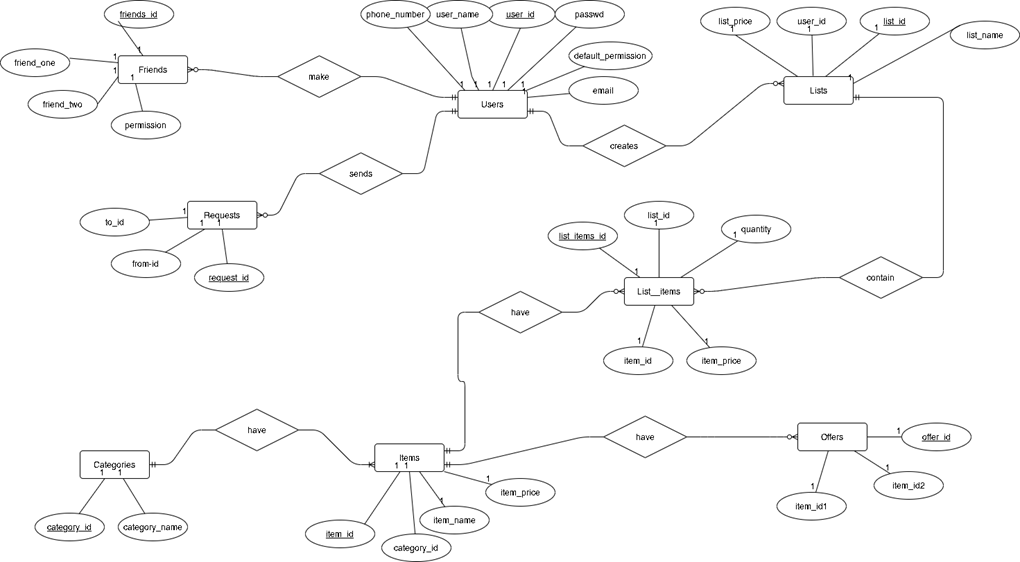 friends_id
phone_number
user_name
user_id
passwd
list_price
user_id
list_id
list_name
1
1
friend_one
1
1
Friends
make
default_permission
1
1
1
friend_two
1
permission
1
1
1
1
1
email
Users
Lists
creates
sends
to_id
1
Requests
1
1
from-id
request_id
list_id
1
list_items_id
quantity
1
1
List__items
contain
have
1
item_id
1
item_price
have
have
Offers
1
offer_id
Categories
1
1
Items
1
1
1
item_id2
1
item_id1
1
item_price
category_id
category_name
item_id
1
item_name
category_id